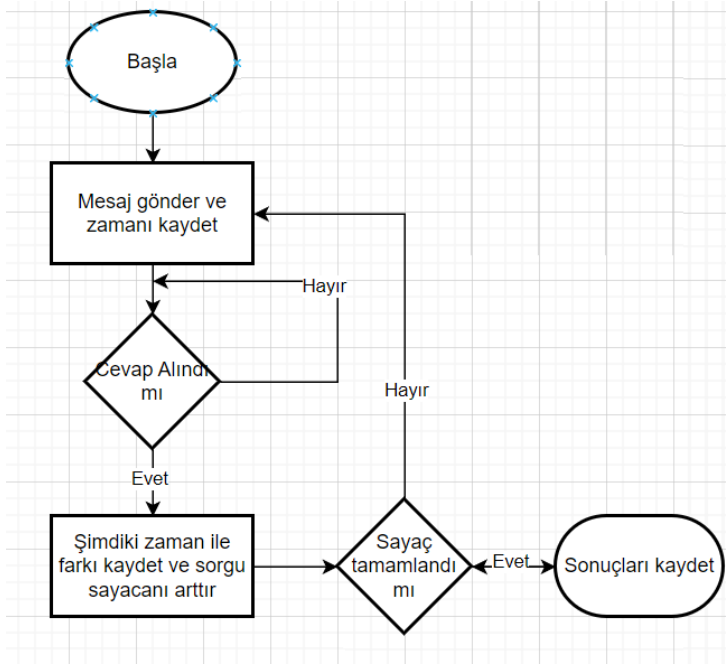 Başla
Mesaj gönder ve
zamanı kaydet
Hayır
Cevap Alındı
mı
Hayır
Evet
Şimdiki zaman ile
farkı kaydet ve sorgu
sayacanı arttır
Sayaç
tamamlandı
mı
Evet
Sonuçları kaydet